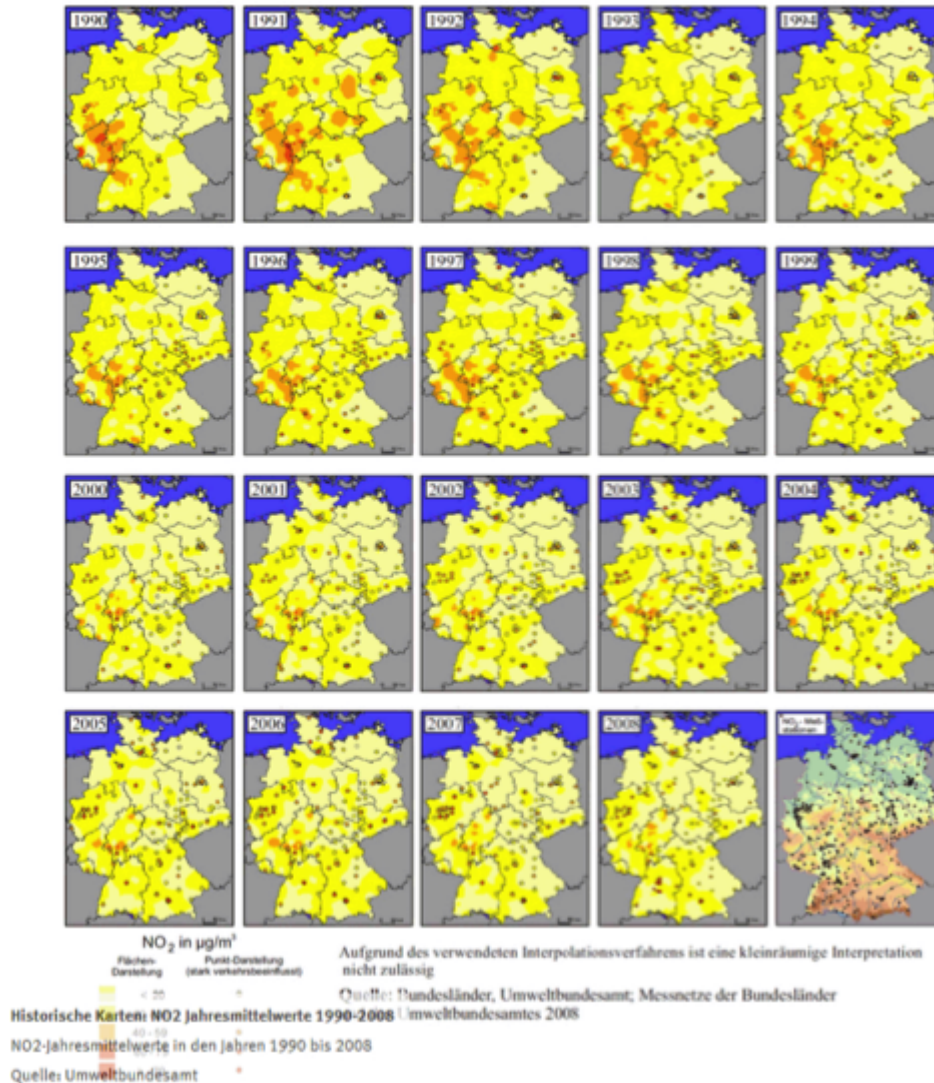 1990
1991
1992
1993
1994
1995
1996
1997
1998
1999
2000
2001
2002
2003
2004
2005
2006
2007
2008
NO2 - Meß-
stationen
NO2 in µg/m³
Flächen-
Darstellung
Punkt-Darstellung
(stark verkehrsbeeinflusst)
< 20
40 - 50
Aufgrund des verwendeten Interpolationsverfahrens ist eine kleinräumige Interpretation
nicht zulässig
Quelle: Bundesländer, Umweltbundesamt; Messnetze der Bundesländer
Umweltbundesamtes 2008
Historische Karten: NO2 Jahresmittelwerte 1990-2008
NO2-Jahresmittelwerte in den Jahren 1990 bis 2008
Quelle: Umweltbundesamt